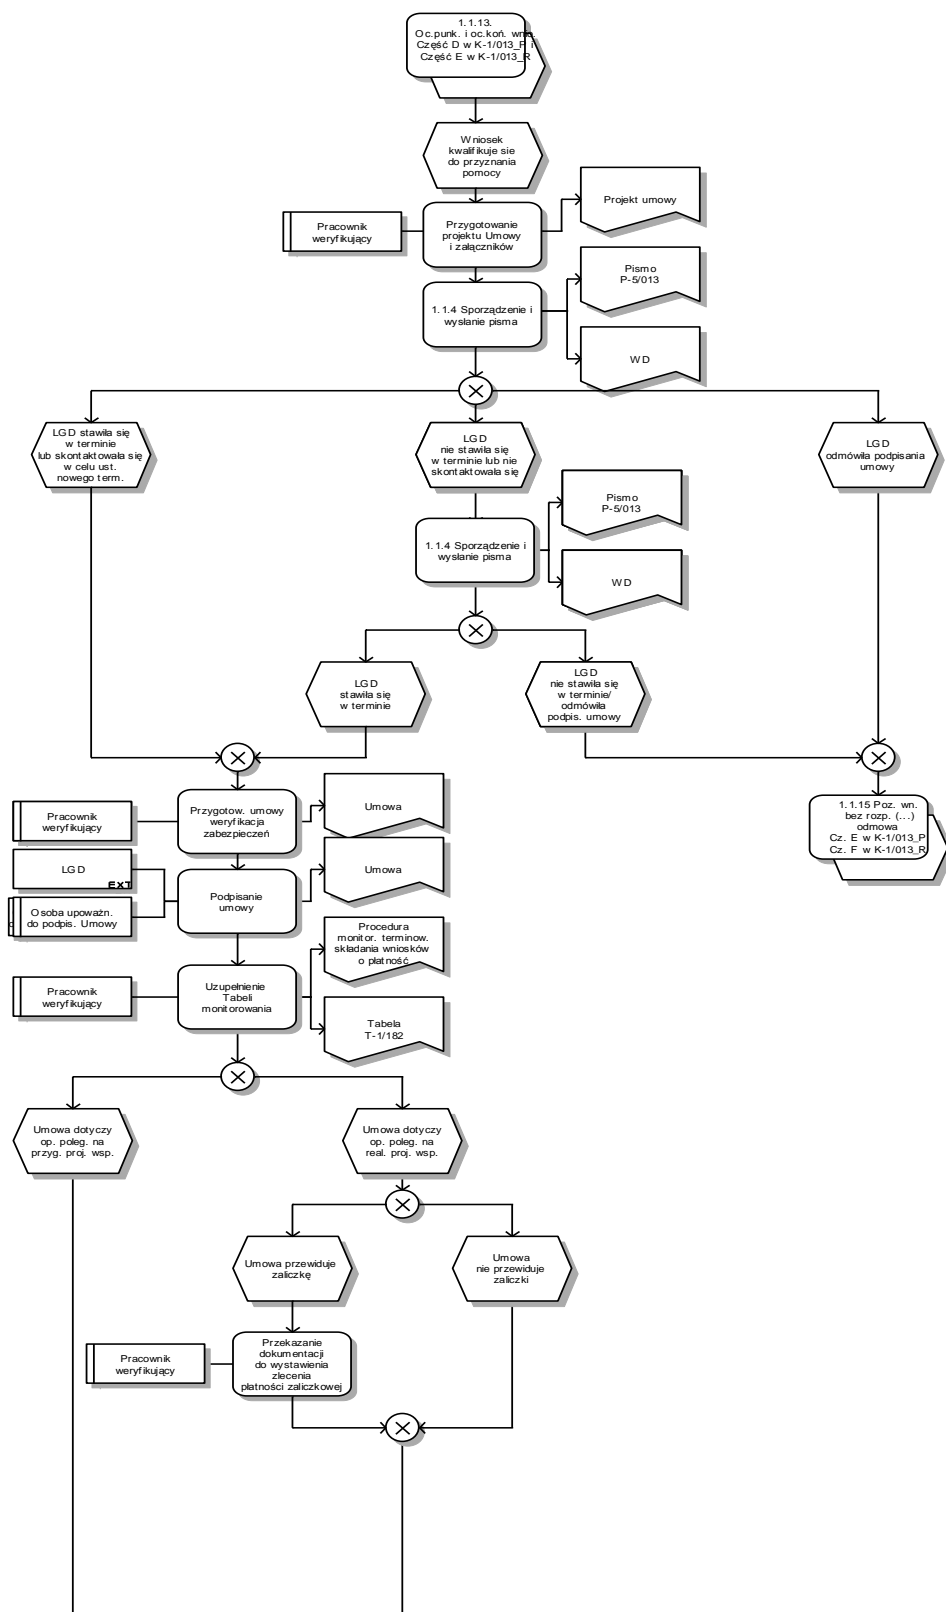 1.1.13.
Oc.punk. i oc.koń. wnio.
Część D w K-1/013_P i
Część E w K-1/013_R
Wniosek
kwalifikuje sie
do przyznania
pomocy
Projekt umowy
Pracownik
weryfikujący
Przygotowanie
projektu Umowy
i załączników
Pismo
P-5/013
1.1.4 Sporządzenie i
wysłanie pisma
WD
LGD stawiła się
w terminie
lub skontaktowała się
w celu ust.
nowego term.
LGD
nie stawiła się
w terminie lub nie
skontaktowała się
LGD
odmówiła podpisania
umowy
Pismo
P-5/013
1.1.4 Sporządzenie i
wysłanie pisma
WD
LGD
stawiła się
w terminie
LGD
nie stawiła się
w terminie/
odmówiła
podpis. umowy
Pracownik
weryfikujący
Przygotow. umowy
weryfikacja
zabezpieczeń
Umowa
1.1.15 Poz. wn.
bez rozp. (...)
odmowa
Cz. E w K-1/013_P
Cz. F w K-1/013_R
LGD
EXT
Podpisanie
umowy
Umowa
Osoba upoważn.
do podpis. Umowy
Procedura
monitor. terminow.
składania wniosków
o płatność
Pracownik
weryfikujący
Uzupełnienie
Tabeli
monitorowania
Tabela
T-1/182
Umowa dotyczy
op. poleg. na
przyg. proj. wsp.
Umowa dotyczy
op. poleg. na
real. proj. wsp.
Umowa przewiduje
zaliczkę
Umowa
nie przewiduje
zaliczki
Pracownik
weryfikujący
Przekazanie
dokumentacji
do wystawienia
zlecenia
płatności zaliczkowej